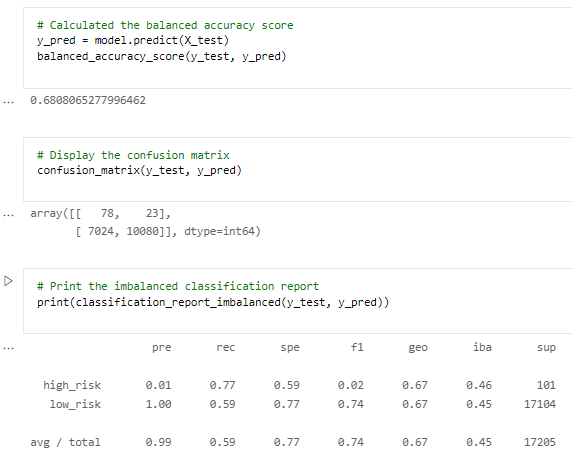 # Calculated the balanced accuracy score
y_pred = model.predict(X_test)
balanced_accuracy_score(y_test, y_pred)
... 0.6808065277996462
# Display the confusion matrix
confusion_matrix(y_test, y_pred)
... array([[   78,    23],
       [ 7024, 10080]], dtype=int64)
# Print the imbalanced classification report
print(classification_report_imbalanced(y_test, y_pred))
... pre rec spe f1 geo iba sup
high_risk 0.01 0.77 0.59 0.02 0.67 0.46 101
low_risk 1.00 0.59 0.77 0.74 0.67 0.45 17104
avg / total 0.99 0.59 0.77 0.74 0.67 0.45 17205